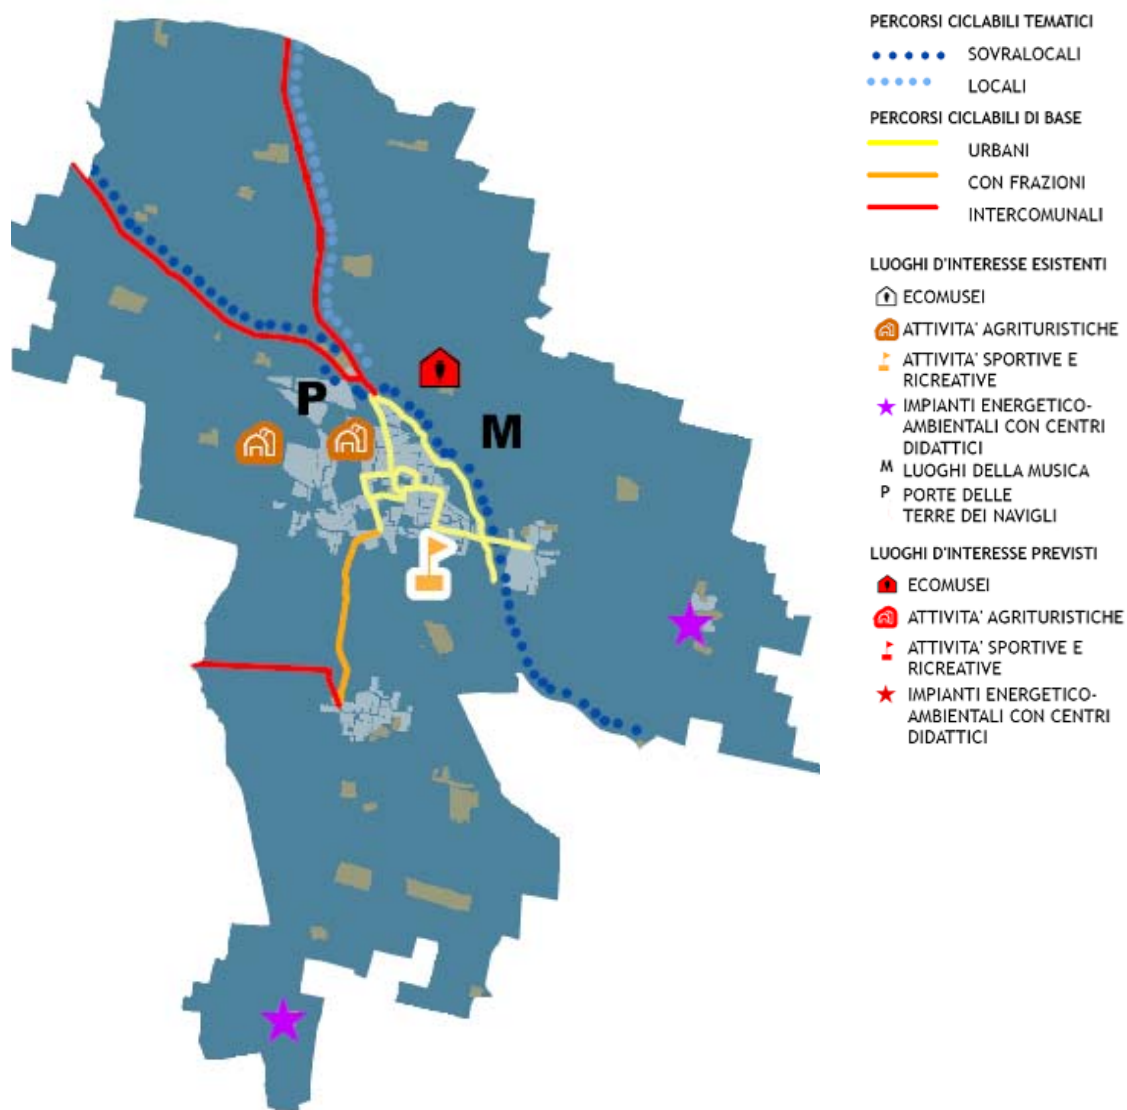 PERCORSI CICLABILI TEMATICI
SOVRALOCALI
LOCALI
PERCORSI CICLABILI DI BASE
URBANI
CON FRAZIONI
INTERCOMUNALI
LUOGHI D'INTERESSE ESISTENTI
ECOMUSEI
ATTIVITA' AGRITURISTICHE
ATTIVITA' SPORTIVE E
RICREATIVE
IMPIANTI ENERGETICO-
AMBIENTALI CON CENTRI
DIDATTICI
M LUOGHI DELLA MUSICA
P PORTE DELLE
TERRE DEI NAVIGLI
LUOGHI D'INTERESSE PREVISTI
ECOMUSEI
ATTIVITA' AGRITURISTICHE
ATTIVITA' SPORTIVE E
RICREATIVE
IMPIANTI ENERGETICO-
AMBIENTALI CON CENTRI
DIDATTICI
P
M